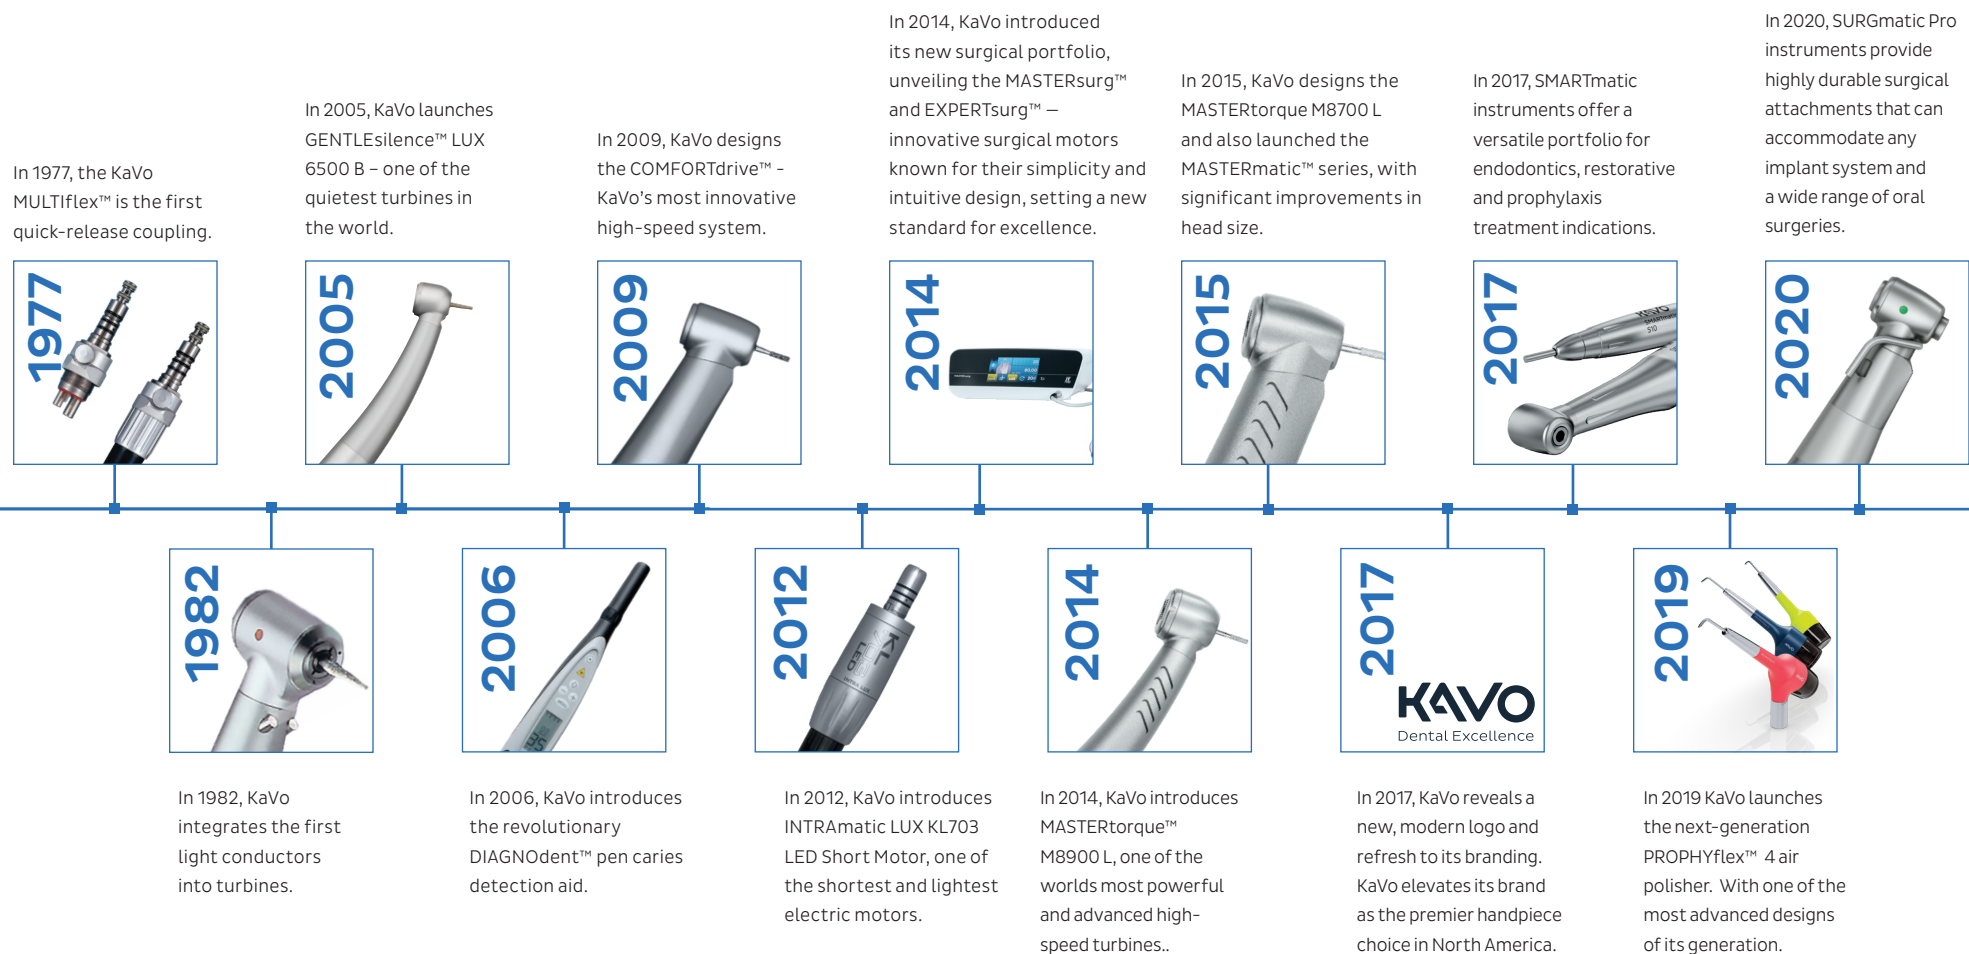 In 1977, the KaVo
MULTIflex™ is the first
quick-release coupling.
1977
In 1982, KaVo
integrates the first
light conductors
into turbines.
1982
In 2005, KaVo launches
GENTLEsilence™ LUX
6500 B – one of the
quietest turbines in
the world.
2005
In 2006, KaVo introduces
the revolutionary
DIAGNOdent™ pen caries
detection aid.
2006
In 2009, KaVo designs
the COMFORTdrive™ -
KaVo's most innovative
high-speed system.
2009
In 2012, KaVo introduces
INTRAmatic LUX KL703
LED Short Motor, one of
the shortest and lightest
electric motors.
2012
KL
LED
INTRA LUX
In 2014, KaVo introduced
its new surgical portfolio,
unveiling the MASTERsurg™
and EXPERTsurg™ —
innovative surgical motors
known for their simplicity and
intuitive design, setting a new
standard for excellence.
2014
In 2014, KaVo introduces
MASTERtorque™
M8900 L, one of the
worlds most powerful
and advanced high-
speed turbines..
2014
In 2015, KaVo designs the
MASTERtorque M8700 L
and also launched the
MASTERmatic™ series, with
significant improvements in
head size.
2015
In 2017, KaVo reveals a
new, modern logo and
refresh to its branding.
KaVo elevates its brand
as the premier handpiece
choice in North America.
2017
KAVO
Dental Excellence
In 2017, SMARTmatic
instruments offer a
versatile portfolio for
endodontics, restorative
and prophylaxis
treatment indications.
2017
KAVO
SMARTmatic
S10
In 2019 KaVo launches
the next-generation
PROPHYflex™ 4 air
polisher. With one of the
most advanced designs
of its generation.
2019
In 2020, SURGmatic Pro
instruments provide
highly durable surgical
attachments that can
accommodate any
implant system and
a wide range of oral
surgeries.
2020